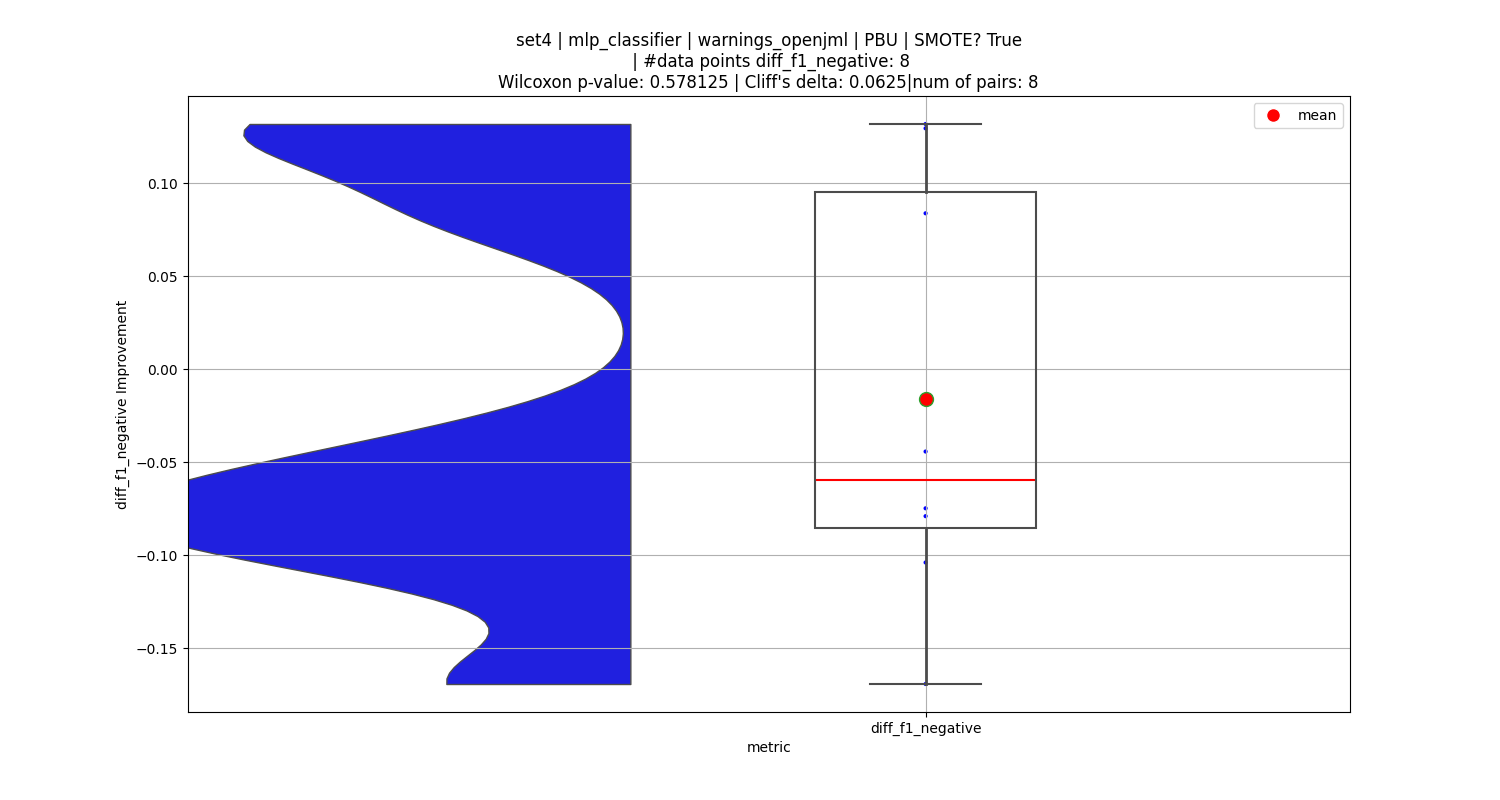 set4 | mlp_classifier | warnings_openjml | PBU | SMOTE? True
| #data points diff_f1_negative: 8
Wilcoxon p-value: 0.578125 | Cliff's delta: 0.0625|num of pairs: 8
mean
0.10
0.05
0.00
−0.05
−0.10
−0.15
diff_f1_negative Improvement
diff_f1_negative
metric